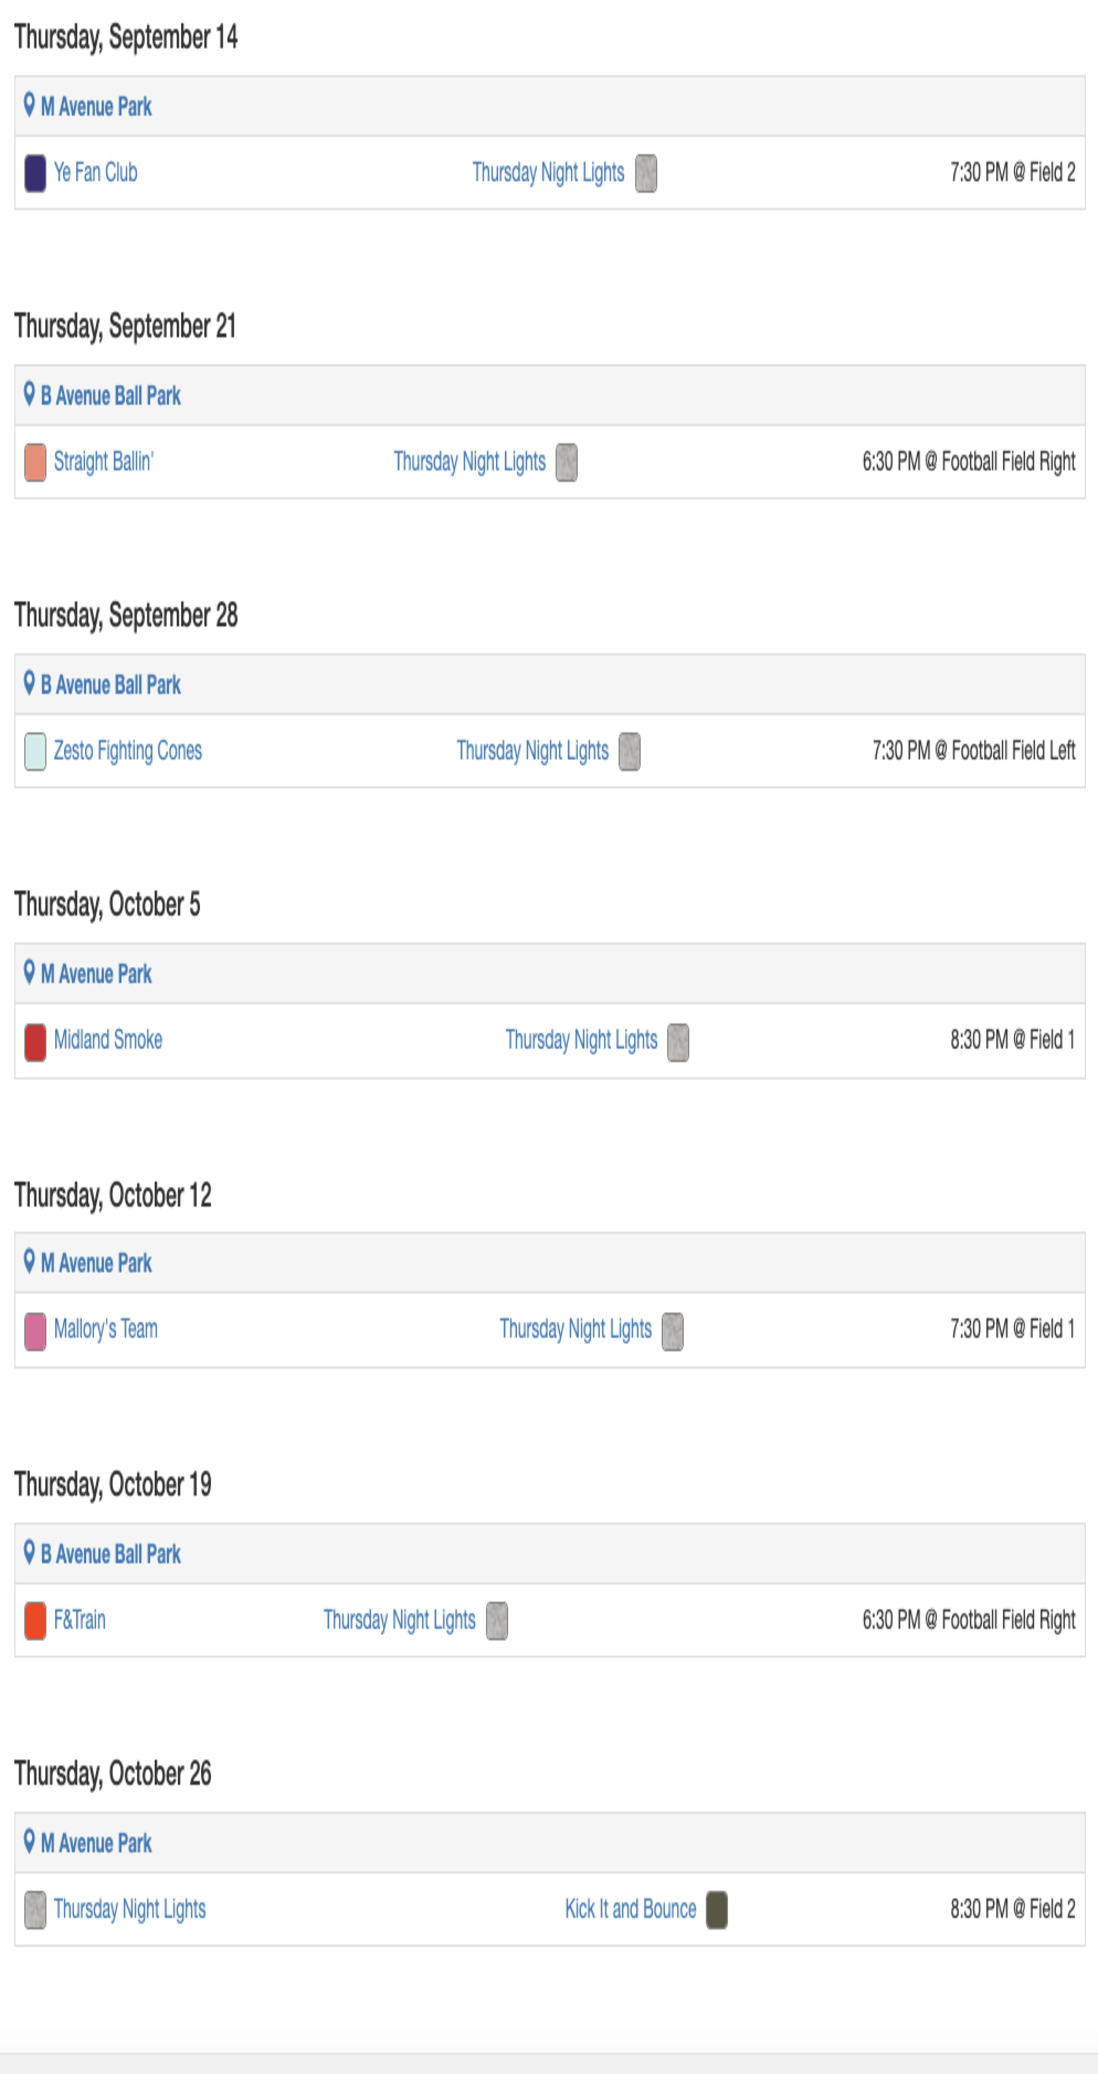 Thursday, September 14
M Avenue Park
Ye Fan Club Thursday Night Lights 7:30 PM @ Field 2
Thursday, September 21
B Avenue Ball Park
Straight Ballin' Thursday Night Lights 6:30 PM @ Football Field Right
Thursday, September 28
B Avenue Ball Park
Zesto Fighting Cones Thursday Night Lights 7:30 PM @ Football Field Left
Thursday, October 5
M Avenue Park
Midland Smoke Thursday Night Lights 8:30 PM @ Field 1
Thursday, October 12
M Avenue Park
Mallory's Team Thursday Night Lights 7:30 PM @ Field 1
Thursday, October 19
B Avenue Ball Park
F&Train Thursday Night Lights 6:30 PM @ Football Field Right
Thursday, October 26
M Avenue Park
Thursday Night Lights Kick It and Bounce 8:30 PM @ Field 2